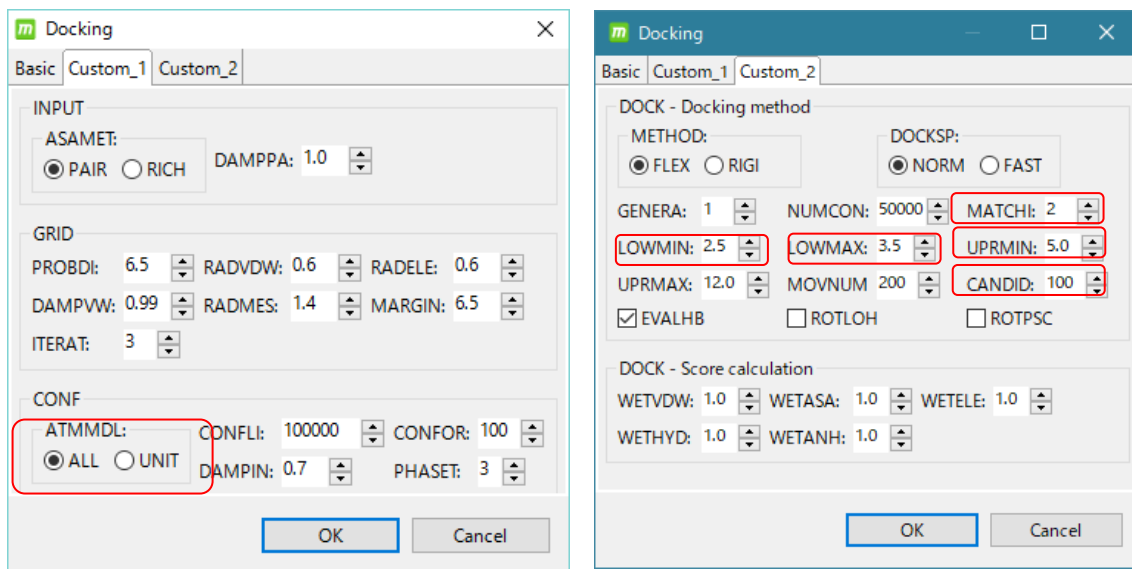 Docking
Basic Custom_1 Custom_2
INPUT
ASAMET:
PAIR RICH DAMPPA: 1.0
GRID
PROBDI: 6.5 RADVDW: 0.6 RADELE: 0.6
DAMPVW: 0.99 RADMES: 1.4 MARGIN: 6.5
ITERAT: 3
CONF
ATMMDL:
CONFLI: 100000 CONFOR: 100
ALL UNIT
DAMPIN: 0.7 PHASET: 3
OK Cancel
Docking
Basic Custom_1 Custom_2
DOCK - Docking method
METHOD: DOCKSP:
FLEX RIGI NORM FAST
GENERA: 1 NUMCON: 50000 MATCHI: 2
LOWMIN: 2.5 LOWMAX: 3.5 UPRMIN: 5.0
UPRMAX: 12.0 MOVNUM 200 CANDID: 100
EVALHB ROTLOH ROTPSC
DOCK - Score calculation
WETVDW: 1.0 WETASA: 1.0 WETELE: 1.0
WETHYD: 1.0 WETANH: 1.0
OK Cancel